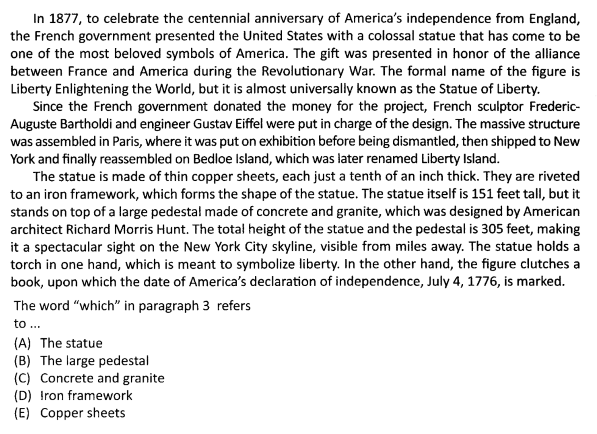 In 1877, to celebrate the centennial anniversary of America's independence from England,
the French government presented the United States with a colossal statue that has come to be
one of the most beloved symbols of America. The gift was presented in honor of the alliance
between France and America during the Revolutionary War. The formal name of the figure is
Liberty Enlightening the World, but it is almost universally known as the Statue of Liberty.
Since the French government donated the money for the project, French sculptor Frederic-
Auguste Bartholdi and engineer Gustav Eiffel were put in charge of the design. The massive structure
was assembled in Paris, where it was put on exhibition before being dismantled, then shipped to New
York and finally reassembled on Bedloe Island, which was later renamed Liberty Island.
The statue is made of thin copper sheets, each just a tenth of an inch thick. They are riveted
to an iron framework, which forms the shape of the statue. The statue itself is 151 feet tall, but it
stands on top of a large pedestal made of concrete and granite, which was designed by American
architect Richard Morris Hunt. The total height of the statue and the pedestal is 305 feet, making
it a spectacular sight on the New York City skyline, visible from miles away. The statue holds a
torch in one hand, which is meant to symbolize liberty. In the other hand, the figure clutches a
book, upon which the date of America's declaration of independence, July 4, 1776, is marked.
The word "which" in paragraph 3 refers
to ...
(A) The statue
(B) The large pedestal
(C) Concrete and granite
(D) Iron framework
(E) Copper sheets